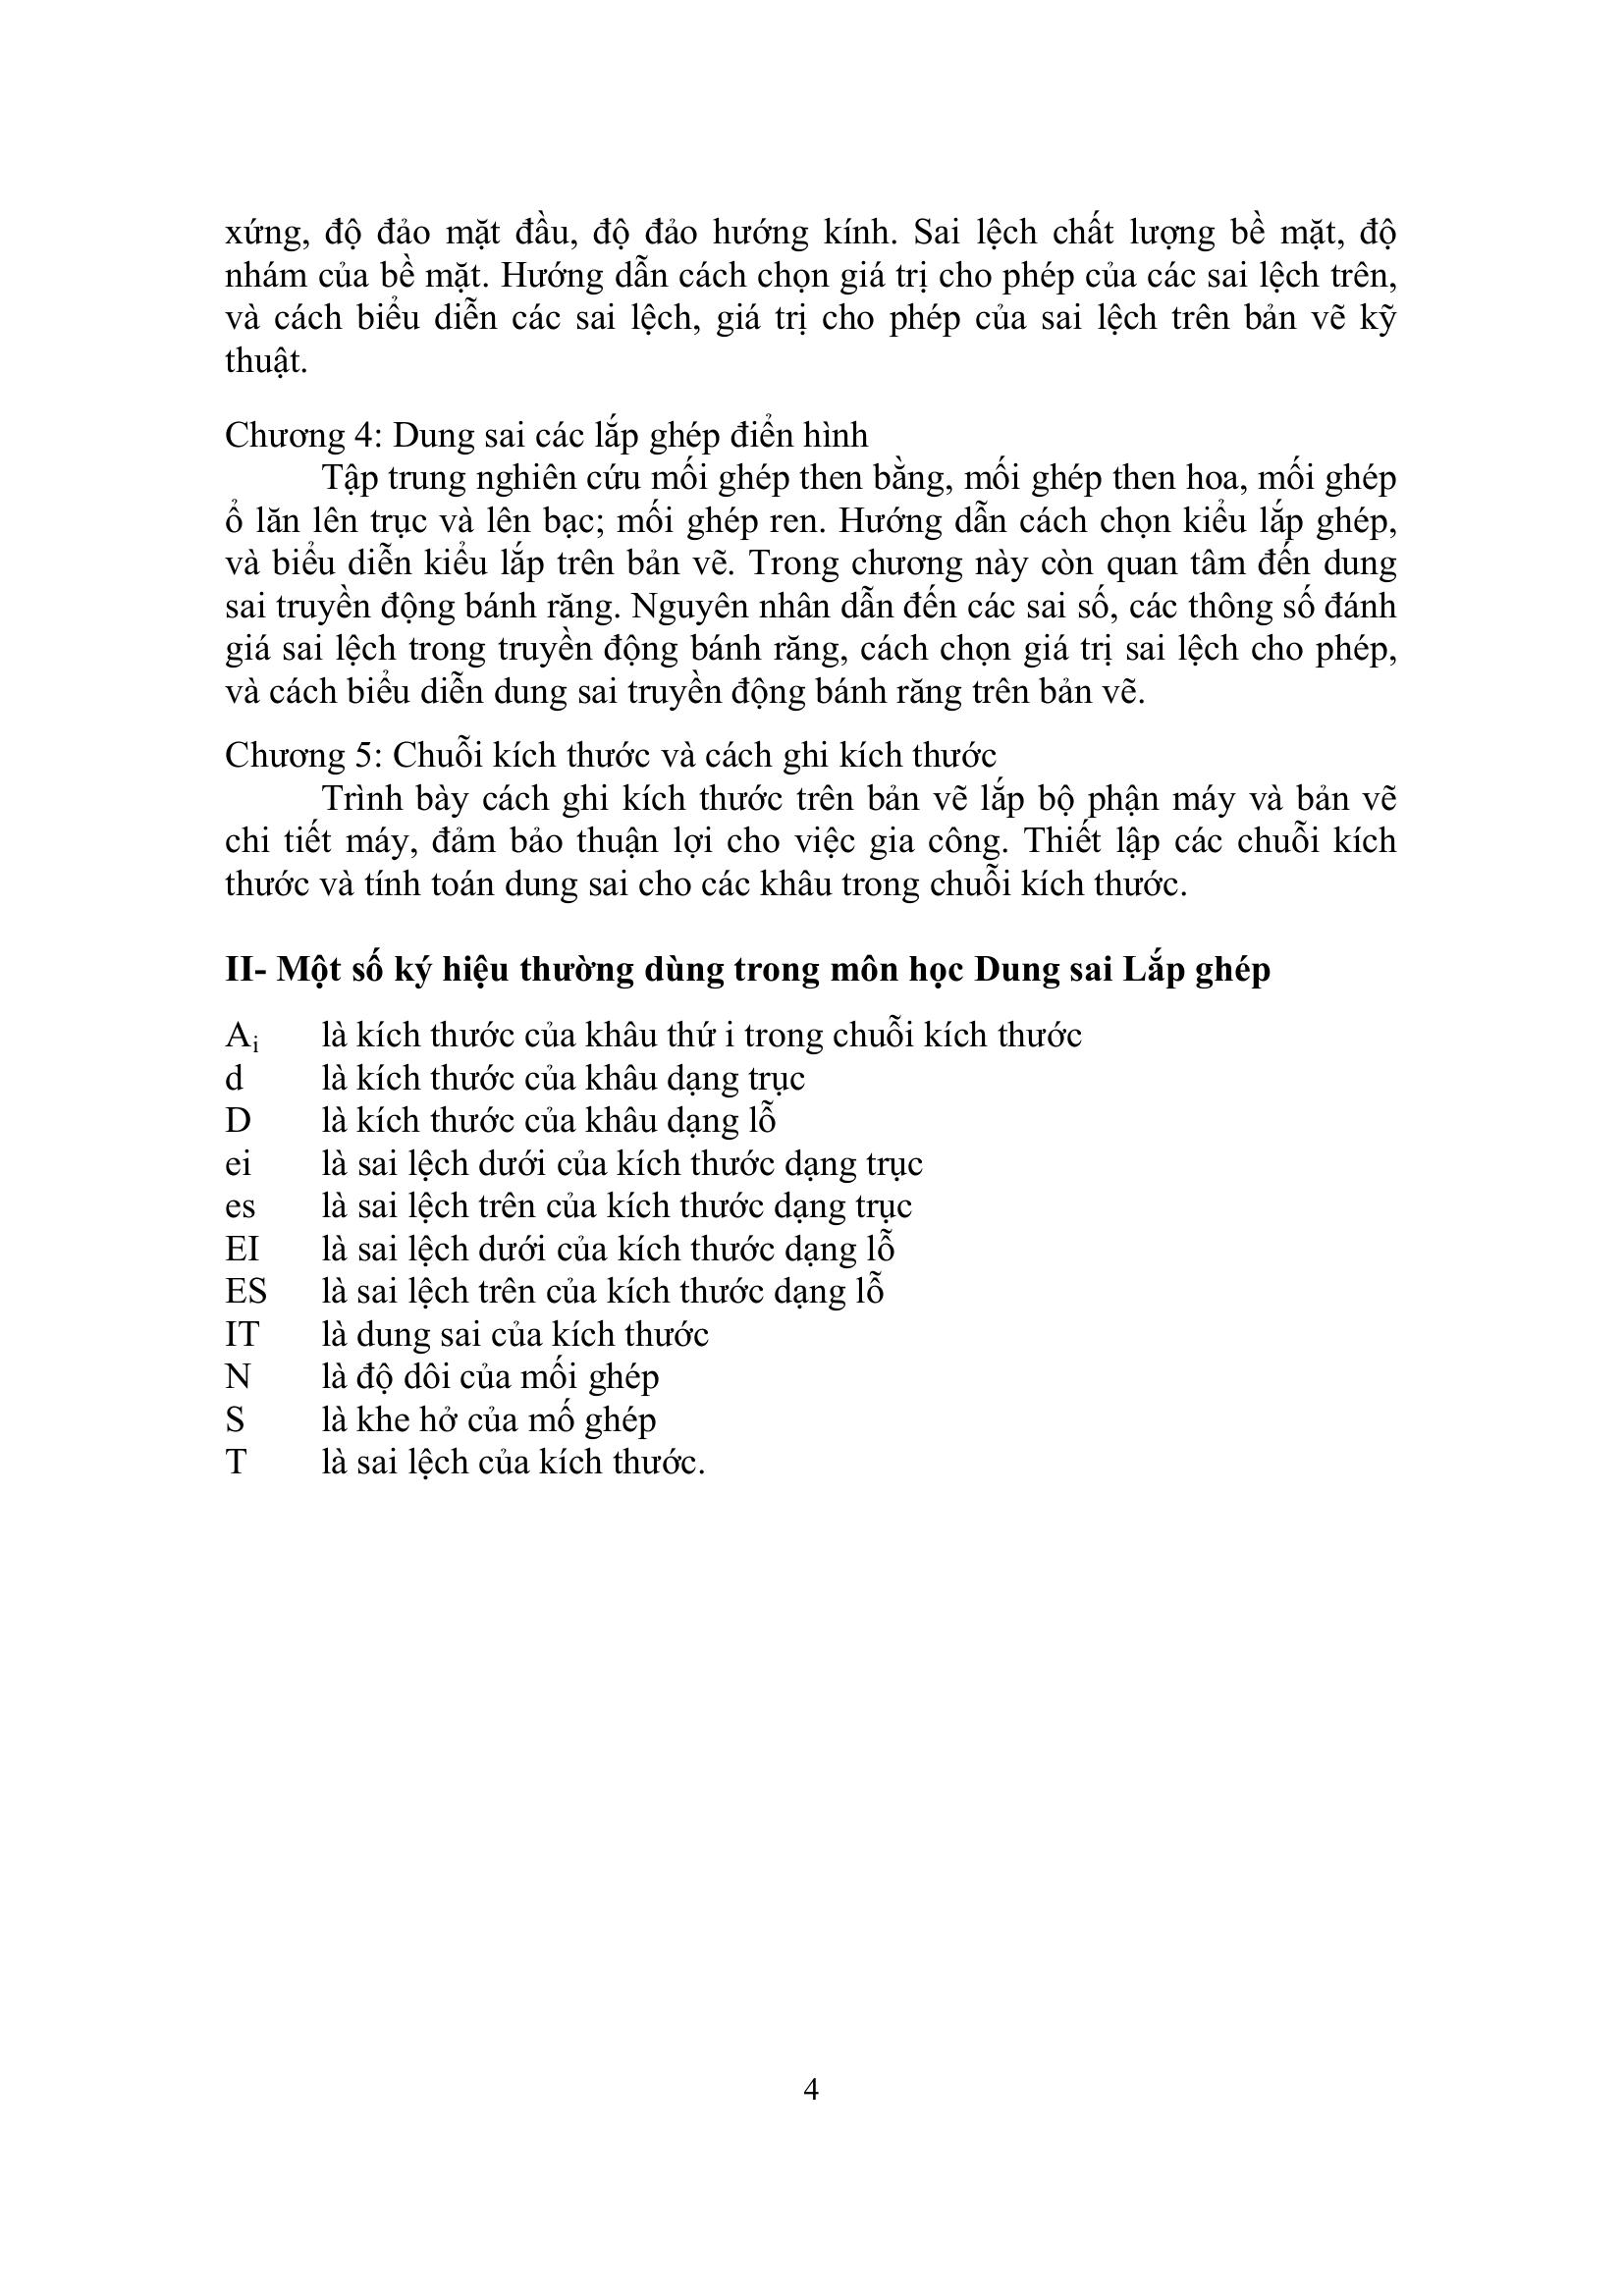 xứng, độ đảo mặt đầu, độ đảo hướng kính. Sai lệch chất lượng bề mặt, độ
nhám của bề mặt. Hướng dẫn cách chọn giá trị cho phép của các sai lệch trên,
và cách biểu diễn các sai lệch, giá trị cho phép của sai lệch trên bản vẽ kỹ
thuật.
Chương 4: Dung sai các lắp ghép điển hình
Tập trung nghiên cứu mối ghép then bằng, mối ghép then hoa, mối ghép
ổ lăn lên trục và lên bạc; mối ghép ren. Hướng dẫn cách chọn kiểu lắp ghép,
và biểu diễn kiểu lắp trên bản vẽ. Trong chương này còn quan tâm đến dung
sai truyền động bánh răng. Nguyên nhân dẫn đến các sai số, các thông số đánh
giá sai lệch trong truyền động bánh răng, cách chọn giá trị sai lệch cho phép,
và cách biểu diễn dung sai truyền động bánh răng trên bản vẽ.
Chương 5: Chuỗi kích thước và cách ghi kích thước
Trình bày cách ghi kích thước trên bản vẽ lắp bộ phận máy và bản vẽ
chi tiết máy, đảm bảo thuận lợi cho việc gia công. Thiết lập các chuỗi kích
thước và tính toán dung sai cho các khâu trong chuỗi kích thước.
II- Một số ký hiệu thường dùng trong môn học Dung sai Lắp ghép
Ai là kích thước của khâu thứ i trong chuỗi kích thước
d là kích thước của khâu dạng trục
D là kích thước của khâu dạng lỗ
ei là sai lệch dưới của kích thước dạng trục
es là sai lệch trên của kích thước dạng trục
EI là sai lệch dưới của kích thước dạng lỗ
ES là sai lệch trên của kích thước dạng lỗ
IT là dung sai của kích thước
N là độ dôi của mối ghép
S là khe hở của mố ghép
T là sai lệch của kích thước.
4